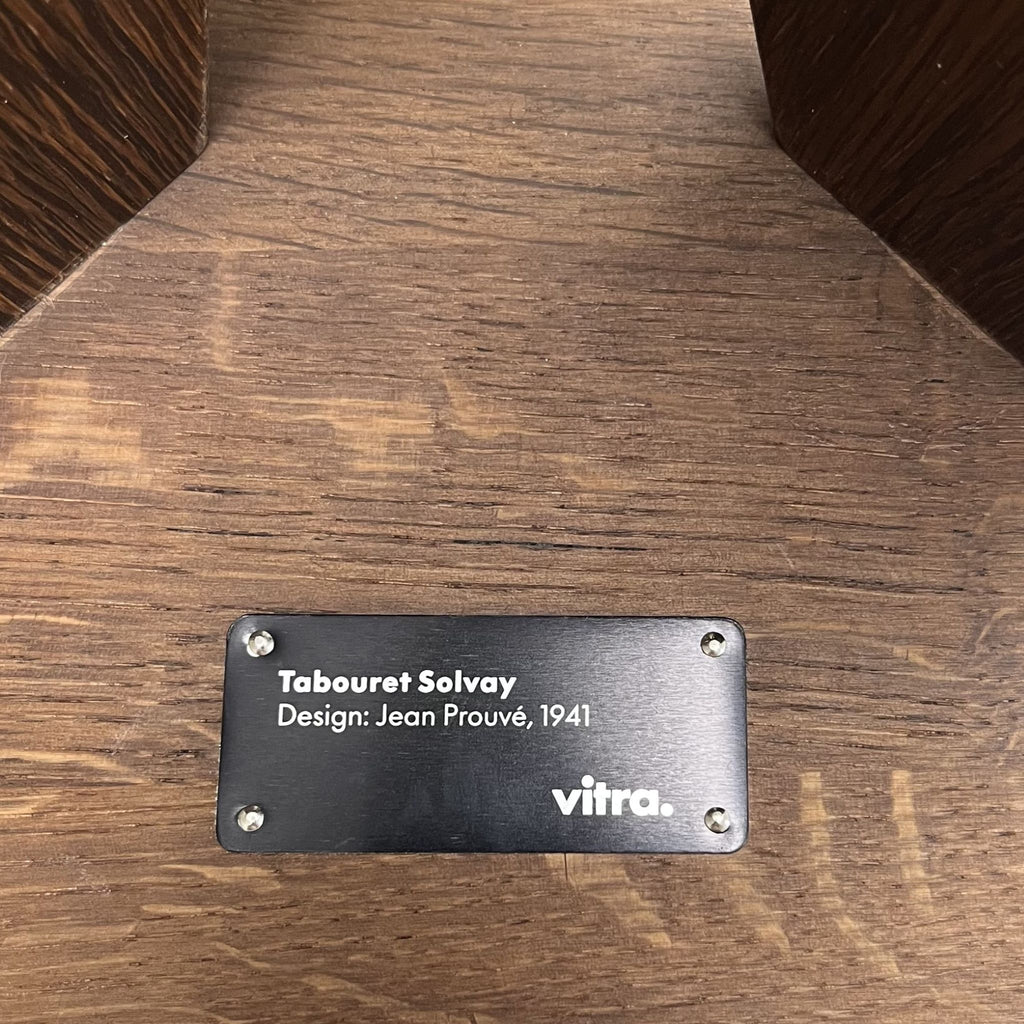 Tabouret Solvay
Design: Jean Prouvé, 1941
vitra.